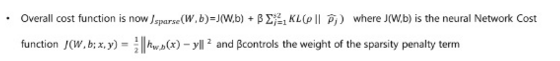 • Overall cost function is now J_sparse(W,b)=J(W,b) + β Σ_{j=1}^{s2} KL(ρ || ρ̂_j) where J(W,b) is the neural Network Cost
function J(W,b;x,y) = ½‖h_{w,b}(x) − y‖² and βcontrols the weight of the sparsity penalty term